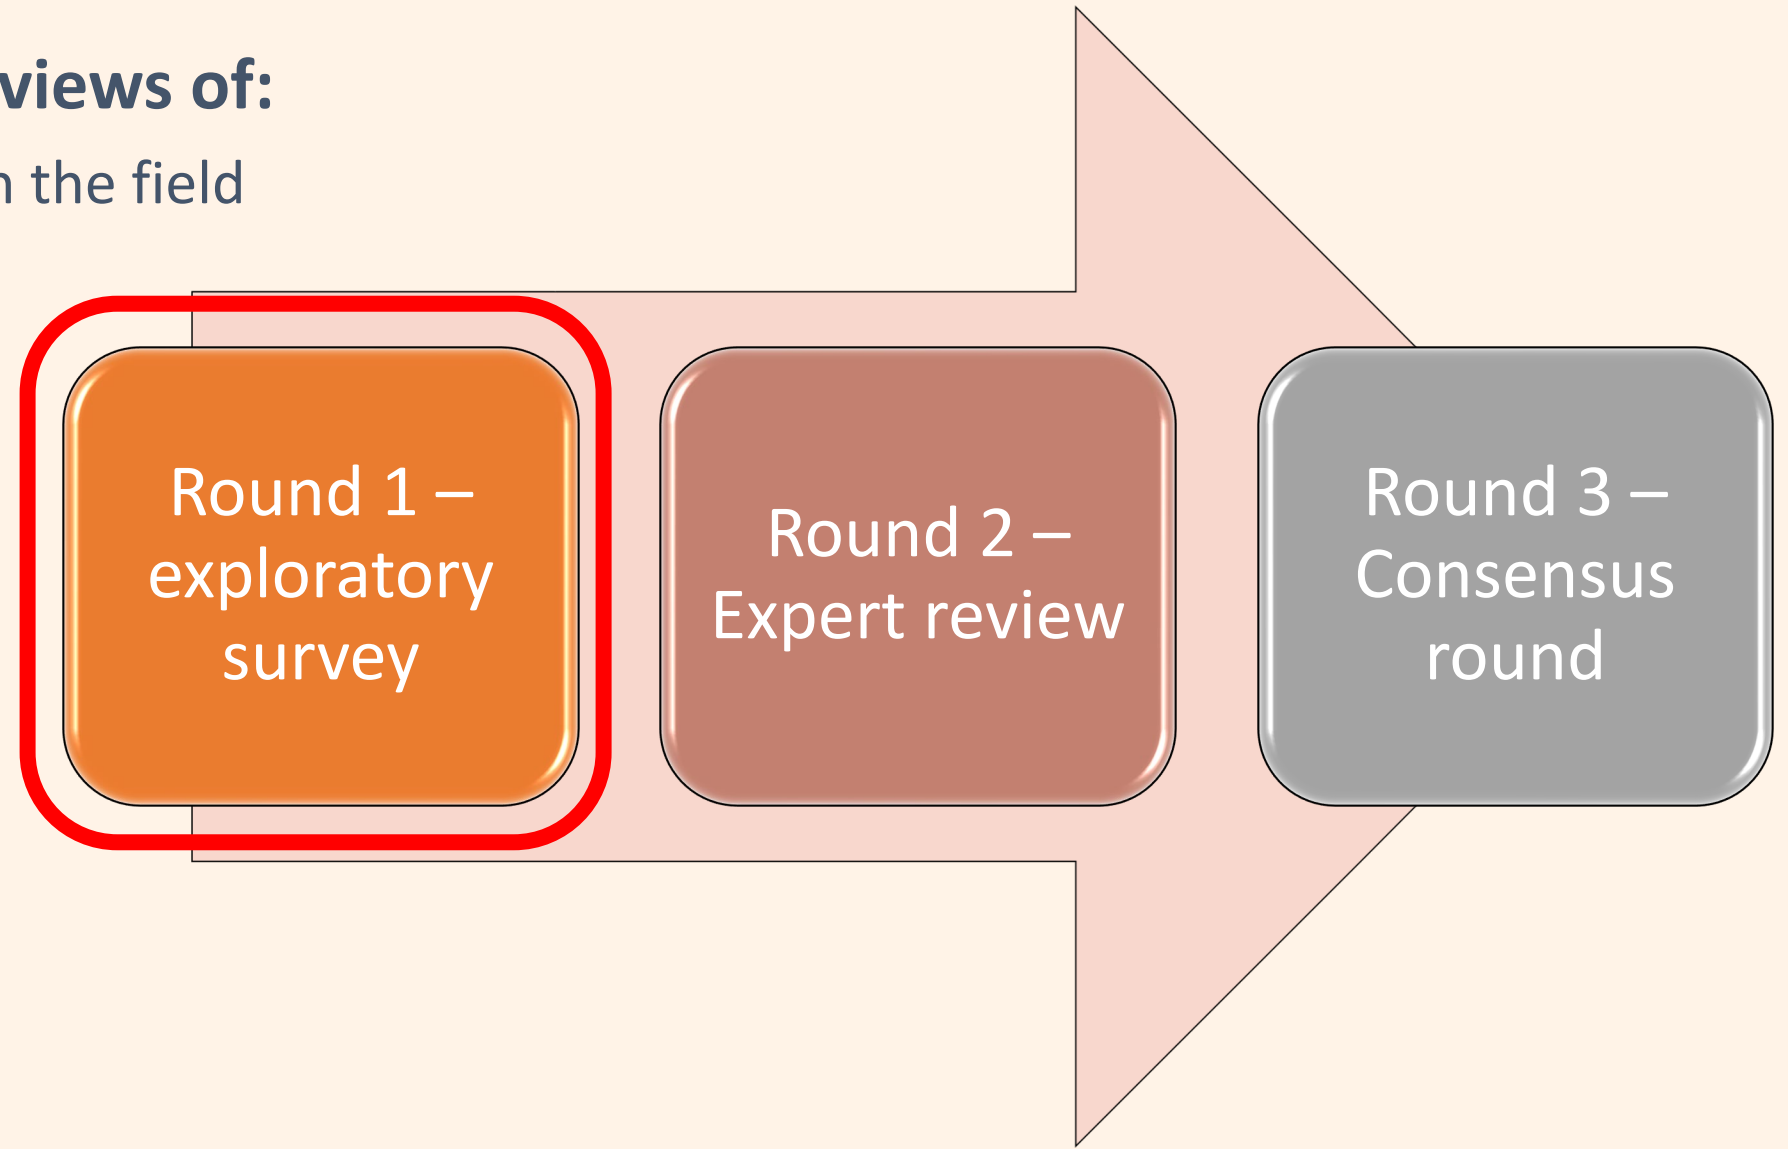 views of:
n the field
Round 1 –
exploratory
survey
Round 2 –
Expert review
Round 3 –
Consensus
round